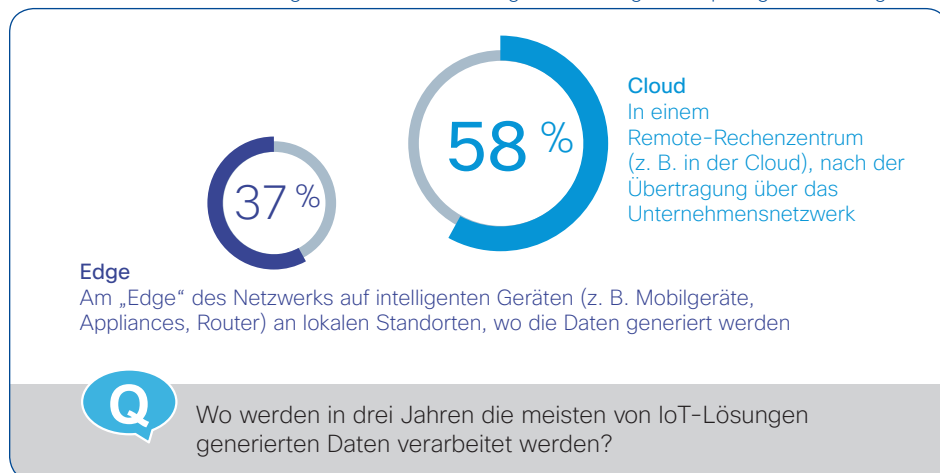 58 %
Cloud
In einem
Remote-Rechenzentrum
(z. B. in der Cloud), nach der
Übertragung über das
Unternehmensnetzwerk
37 %
Edge
Am „Edge“ des Netzwerks auf intelligenten Geräten (z. B. Mobilgeräte,
Appliances, Router) an lokalen Standorten, wo die Daten generiert werden
Q
Wo werden in drei Jahren die meisten von IoT-Lösungen
generierten Daten verarbeitet werden?